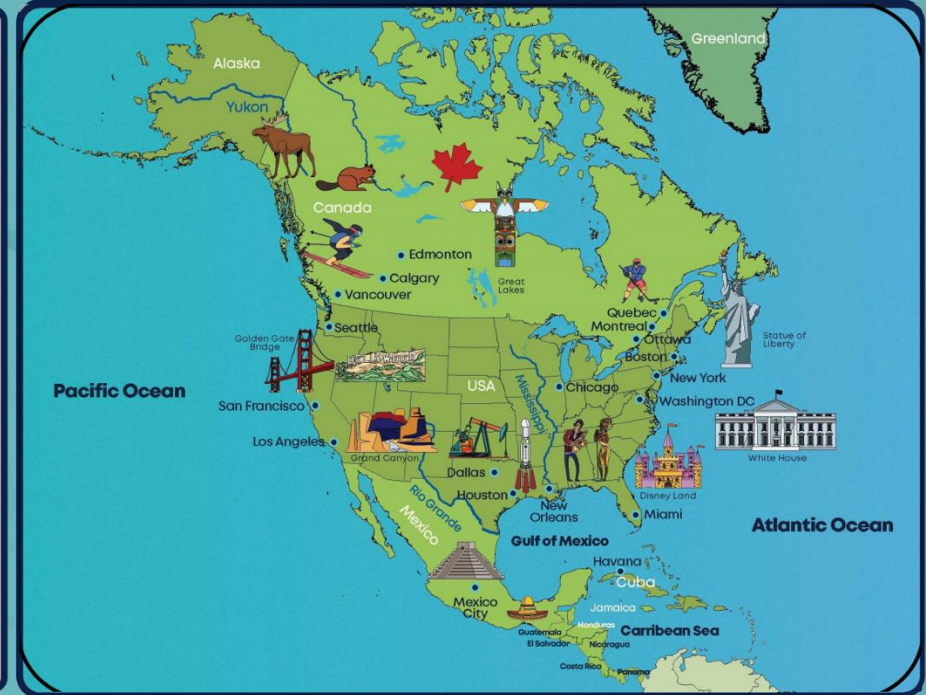 Greenland
Alaska
Yukon
Canada
Edmonton
Calgary
Great
Lakes
Vancouver
Quebec
Montreal
Ottawa
Seattle
Boston
Golden Gate
Bridge
Statue of
Liberty
HOLLYWOOD
USA
Mississippi
Chicago
New York
Pacific Ocean
San Francisco
Washington DC
Los Angeles
Grand Canyon
White House
Dallas
Disney Land
Houston
New
Orleans
Miami
Rio Grande
Mexico
Gulf of Mexico
Atlantic Ocean
Havana
Cuba
Mexico
City
Jamaica
Honduras
Carribean Sea
Guatemala
El Salvador
Nicaragua
Costa Rica
Panama